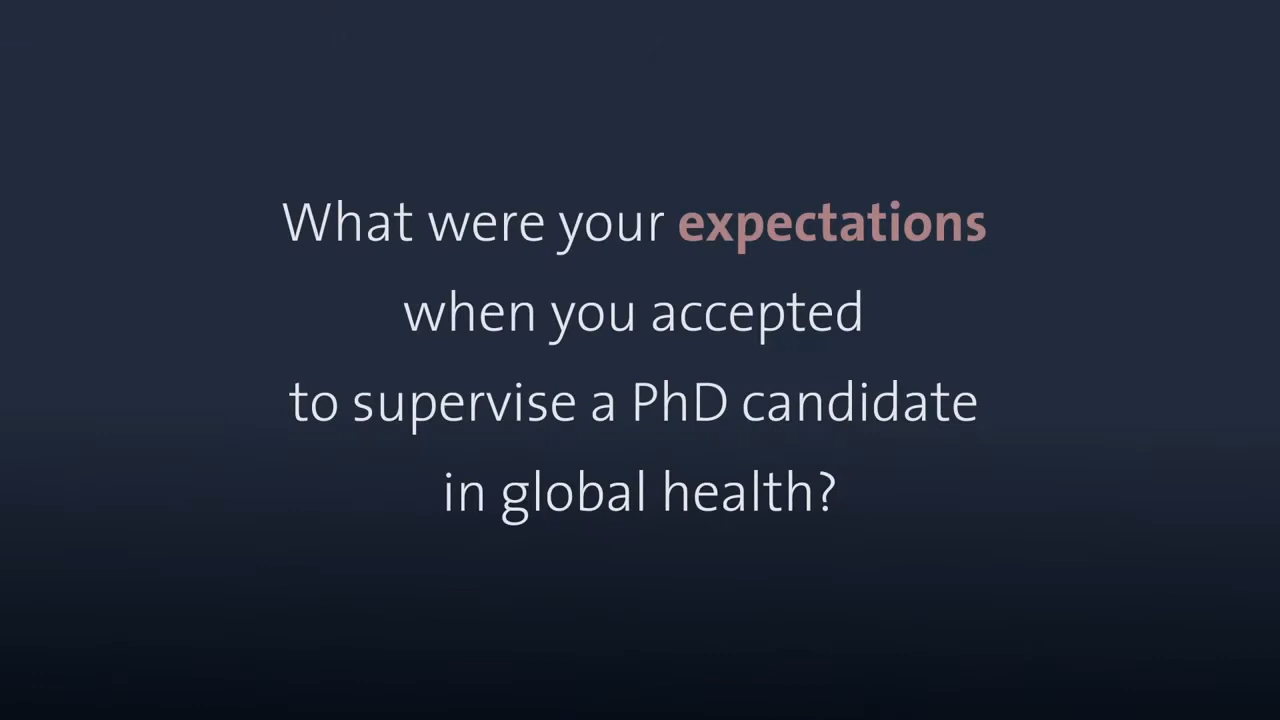 What were your expectations
when you accepted
to supervise a PhD candidate
in global health?